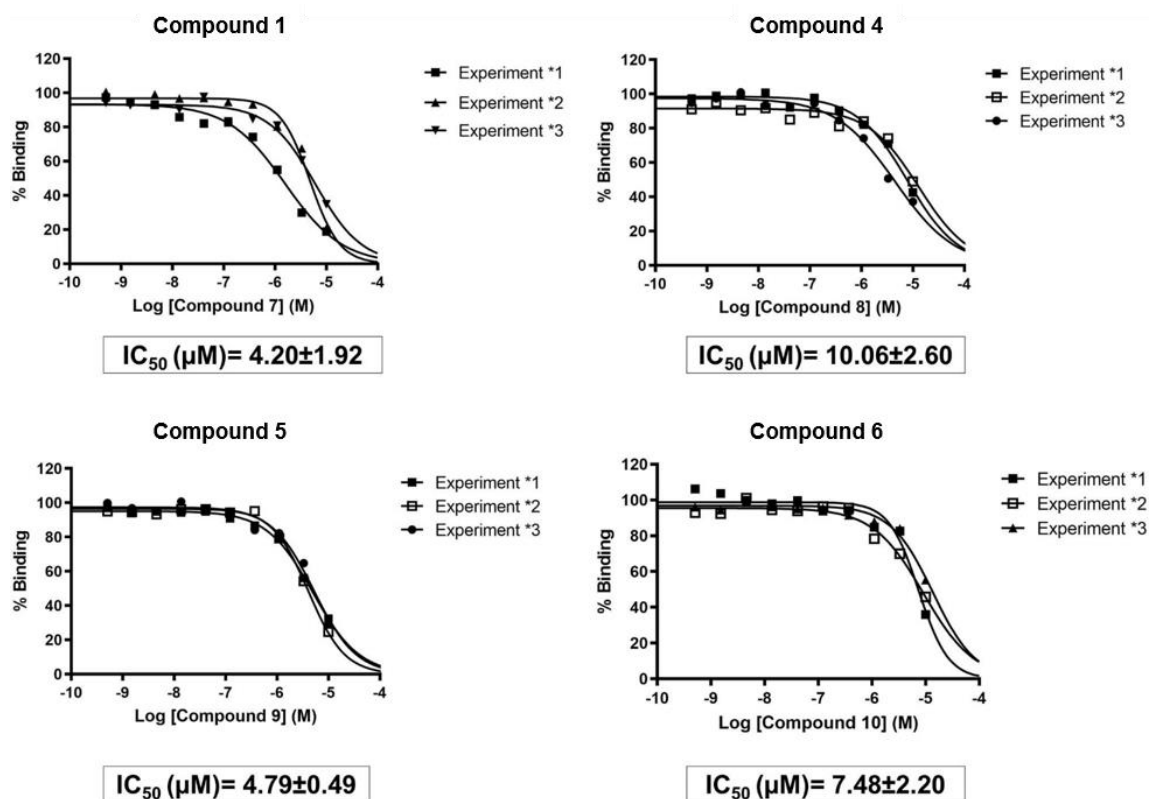 Compound 1
120
100
80
60
40
20
0
% Binding
-10 -9 -8 -7 -6 -5 -4
Log [Compound 7] (M)
Experiment *1
Experiment *2
Experiment *3
IC50 (µM)= 4.20±1.92
Compound 4
120
100
80
60
40
20
0
% Binding
-10 -9 -8 -7 -6 -5 -4
Log [Compound 8] (M)
Experiment *1
Experiment *2
Experiment *3
IC50 (µM)= 10.06±2.60
Compound 5
120
100
80
60
40
20
0
% Binding
-10 -9 -8 -7 -6 -5 -4
Log [Compound 9] (M)
Experiment *1
Experiment *2
Experiment *3
IC50 (µM)= 4.79±0.49
Compound 6
120
100
80
60
40
20
0
% Binding
-10 -9 -8 -7 -6 -5 -4
Log [Compound 10] (M)
Experiment *1
Experiment *2
Experiment *3
IC50 (µM)= 7.48±2.20